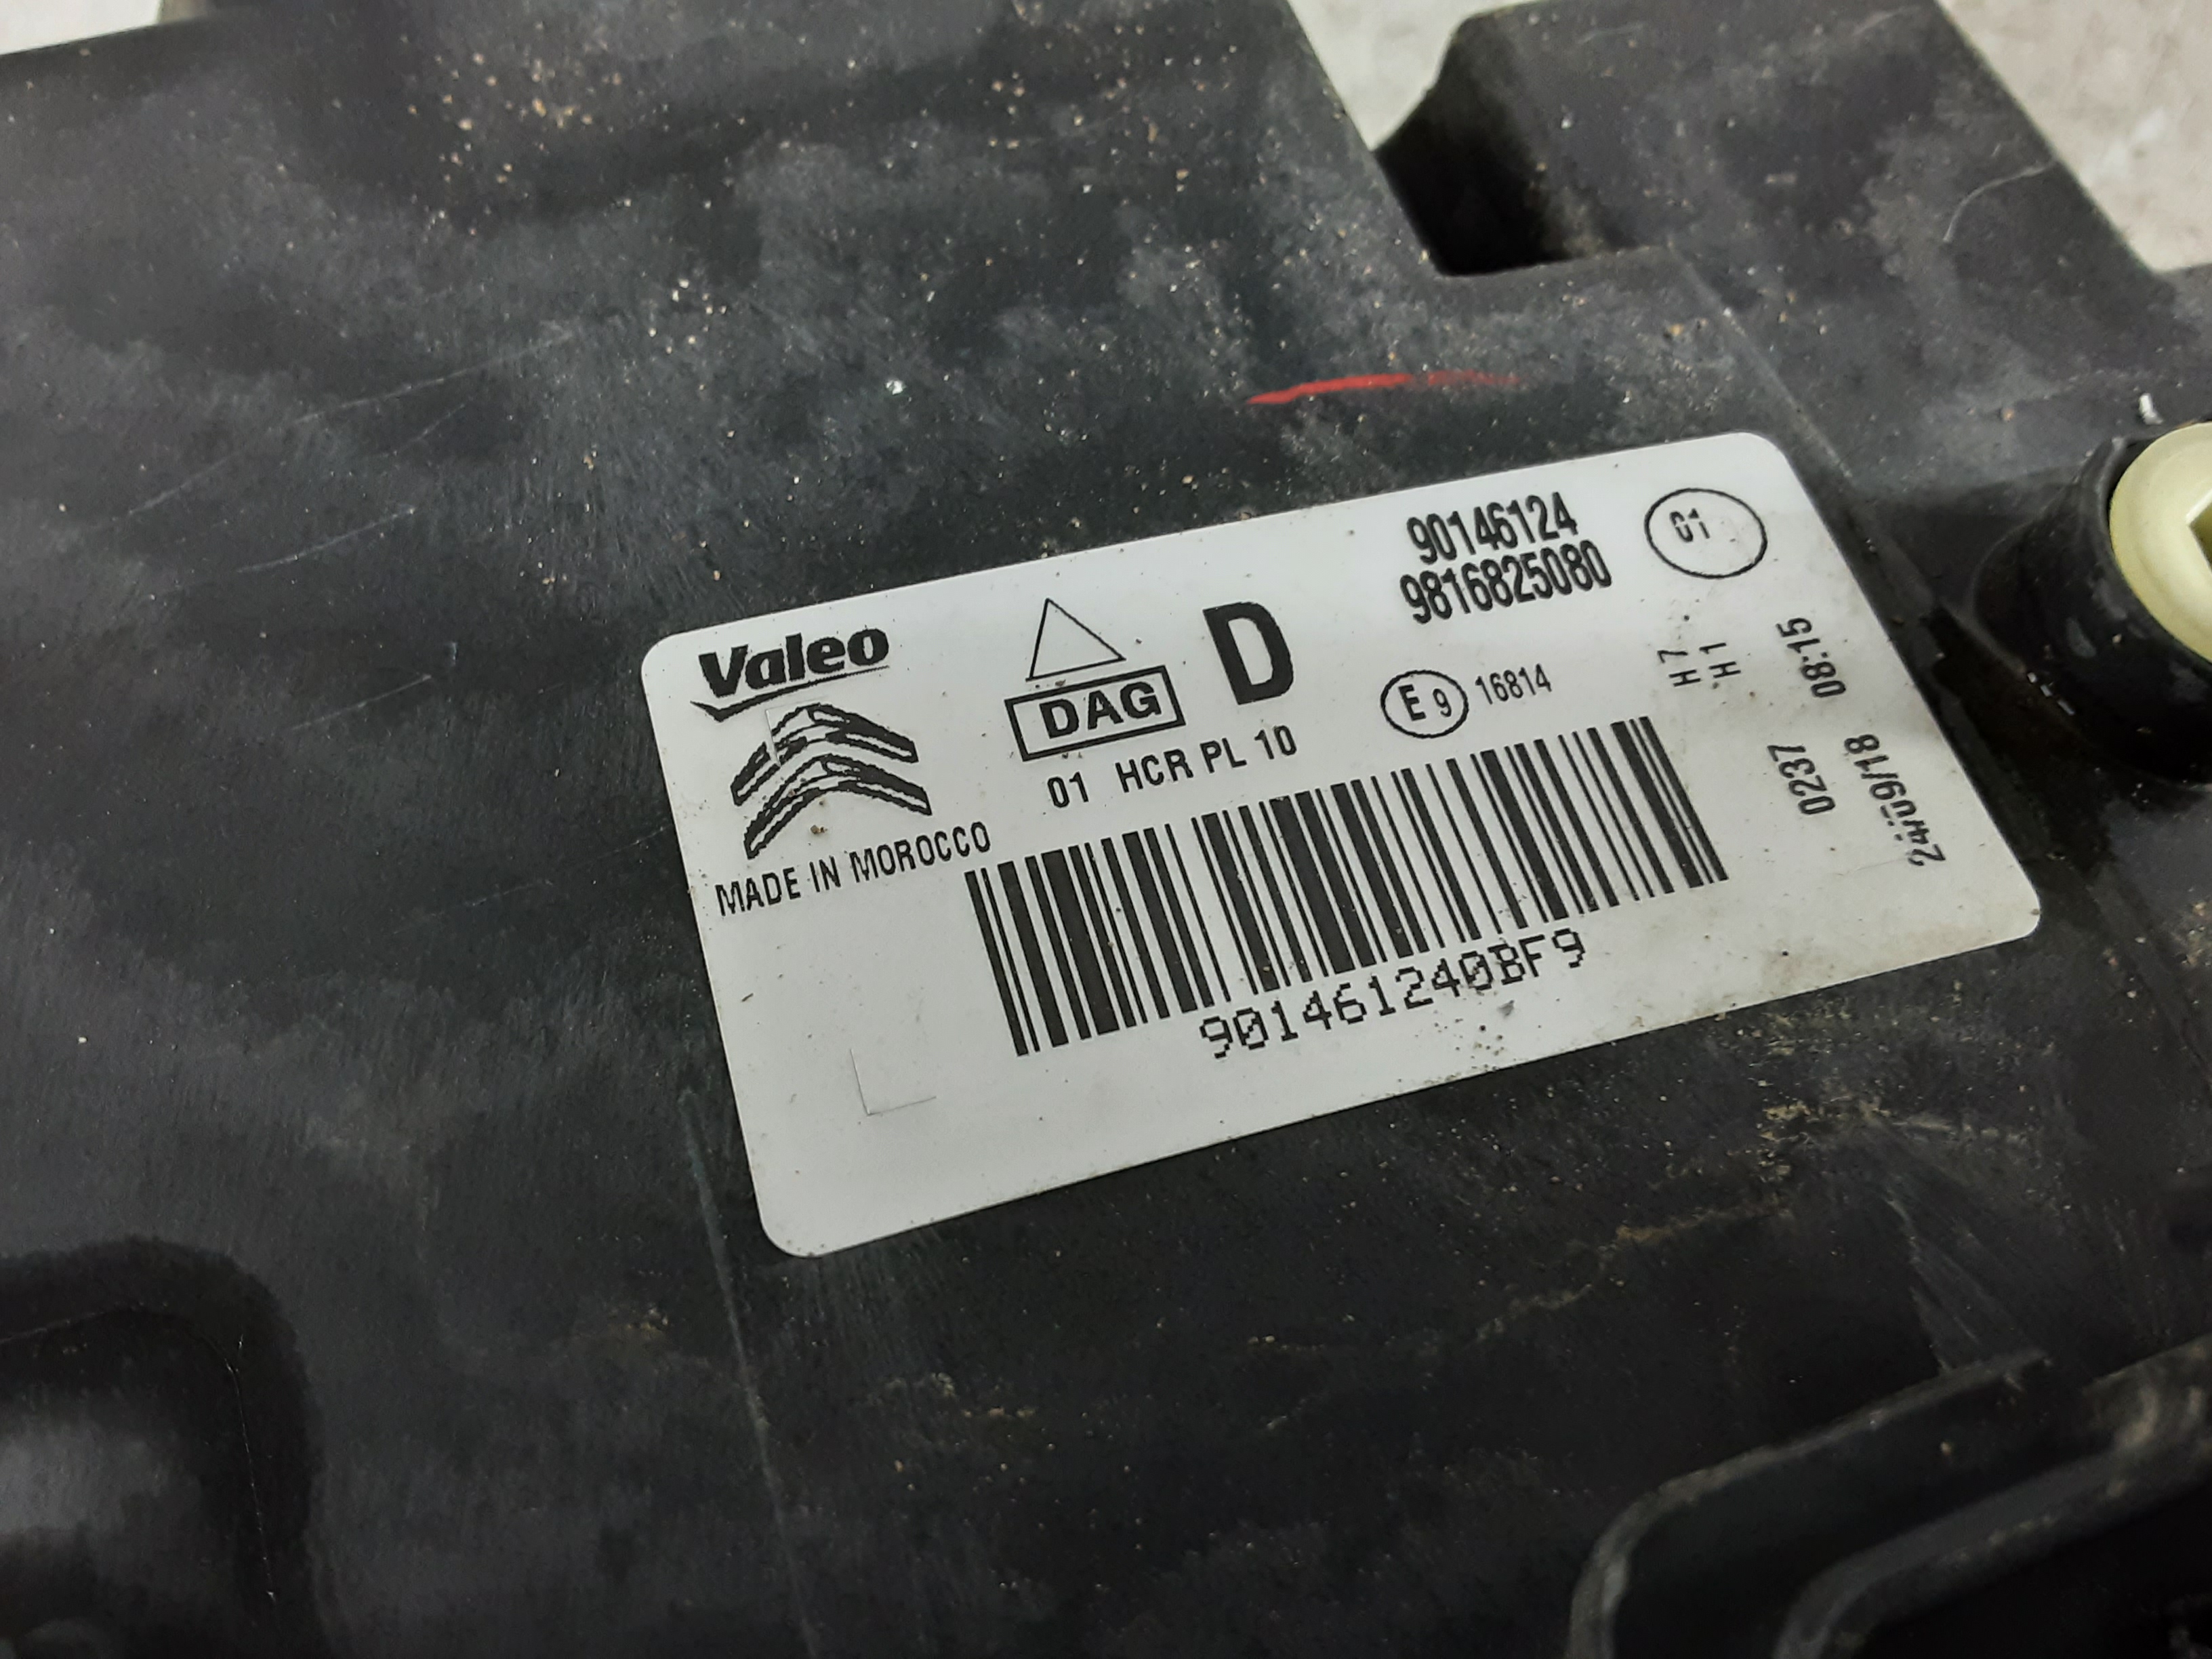 Valeo
DAG
D
90146124
9816825080
01
01 HCR PL 10
E9 16814
H7
H1
08:15
0237
MADE IN MOROCCO
901461240BF9